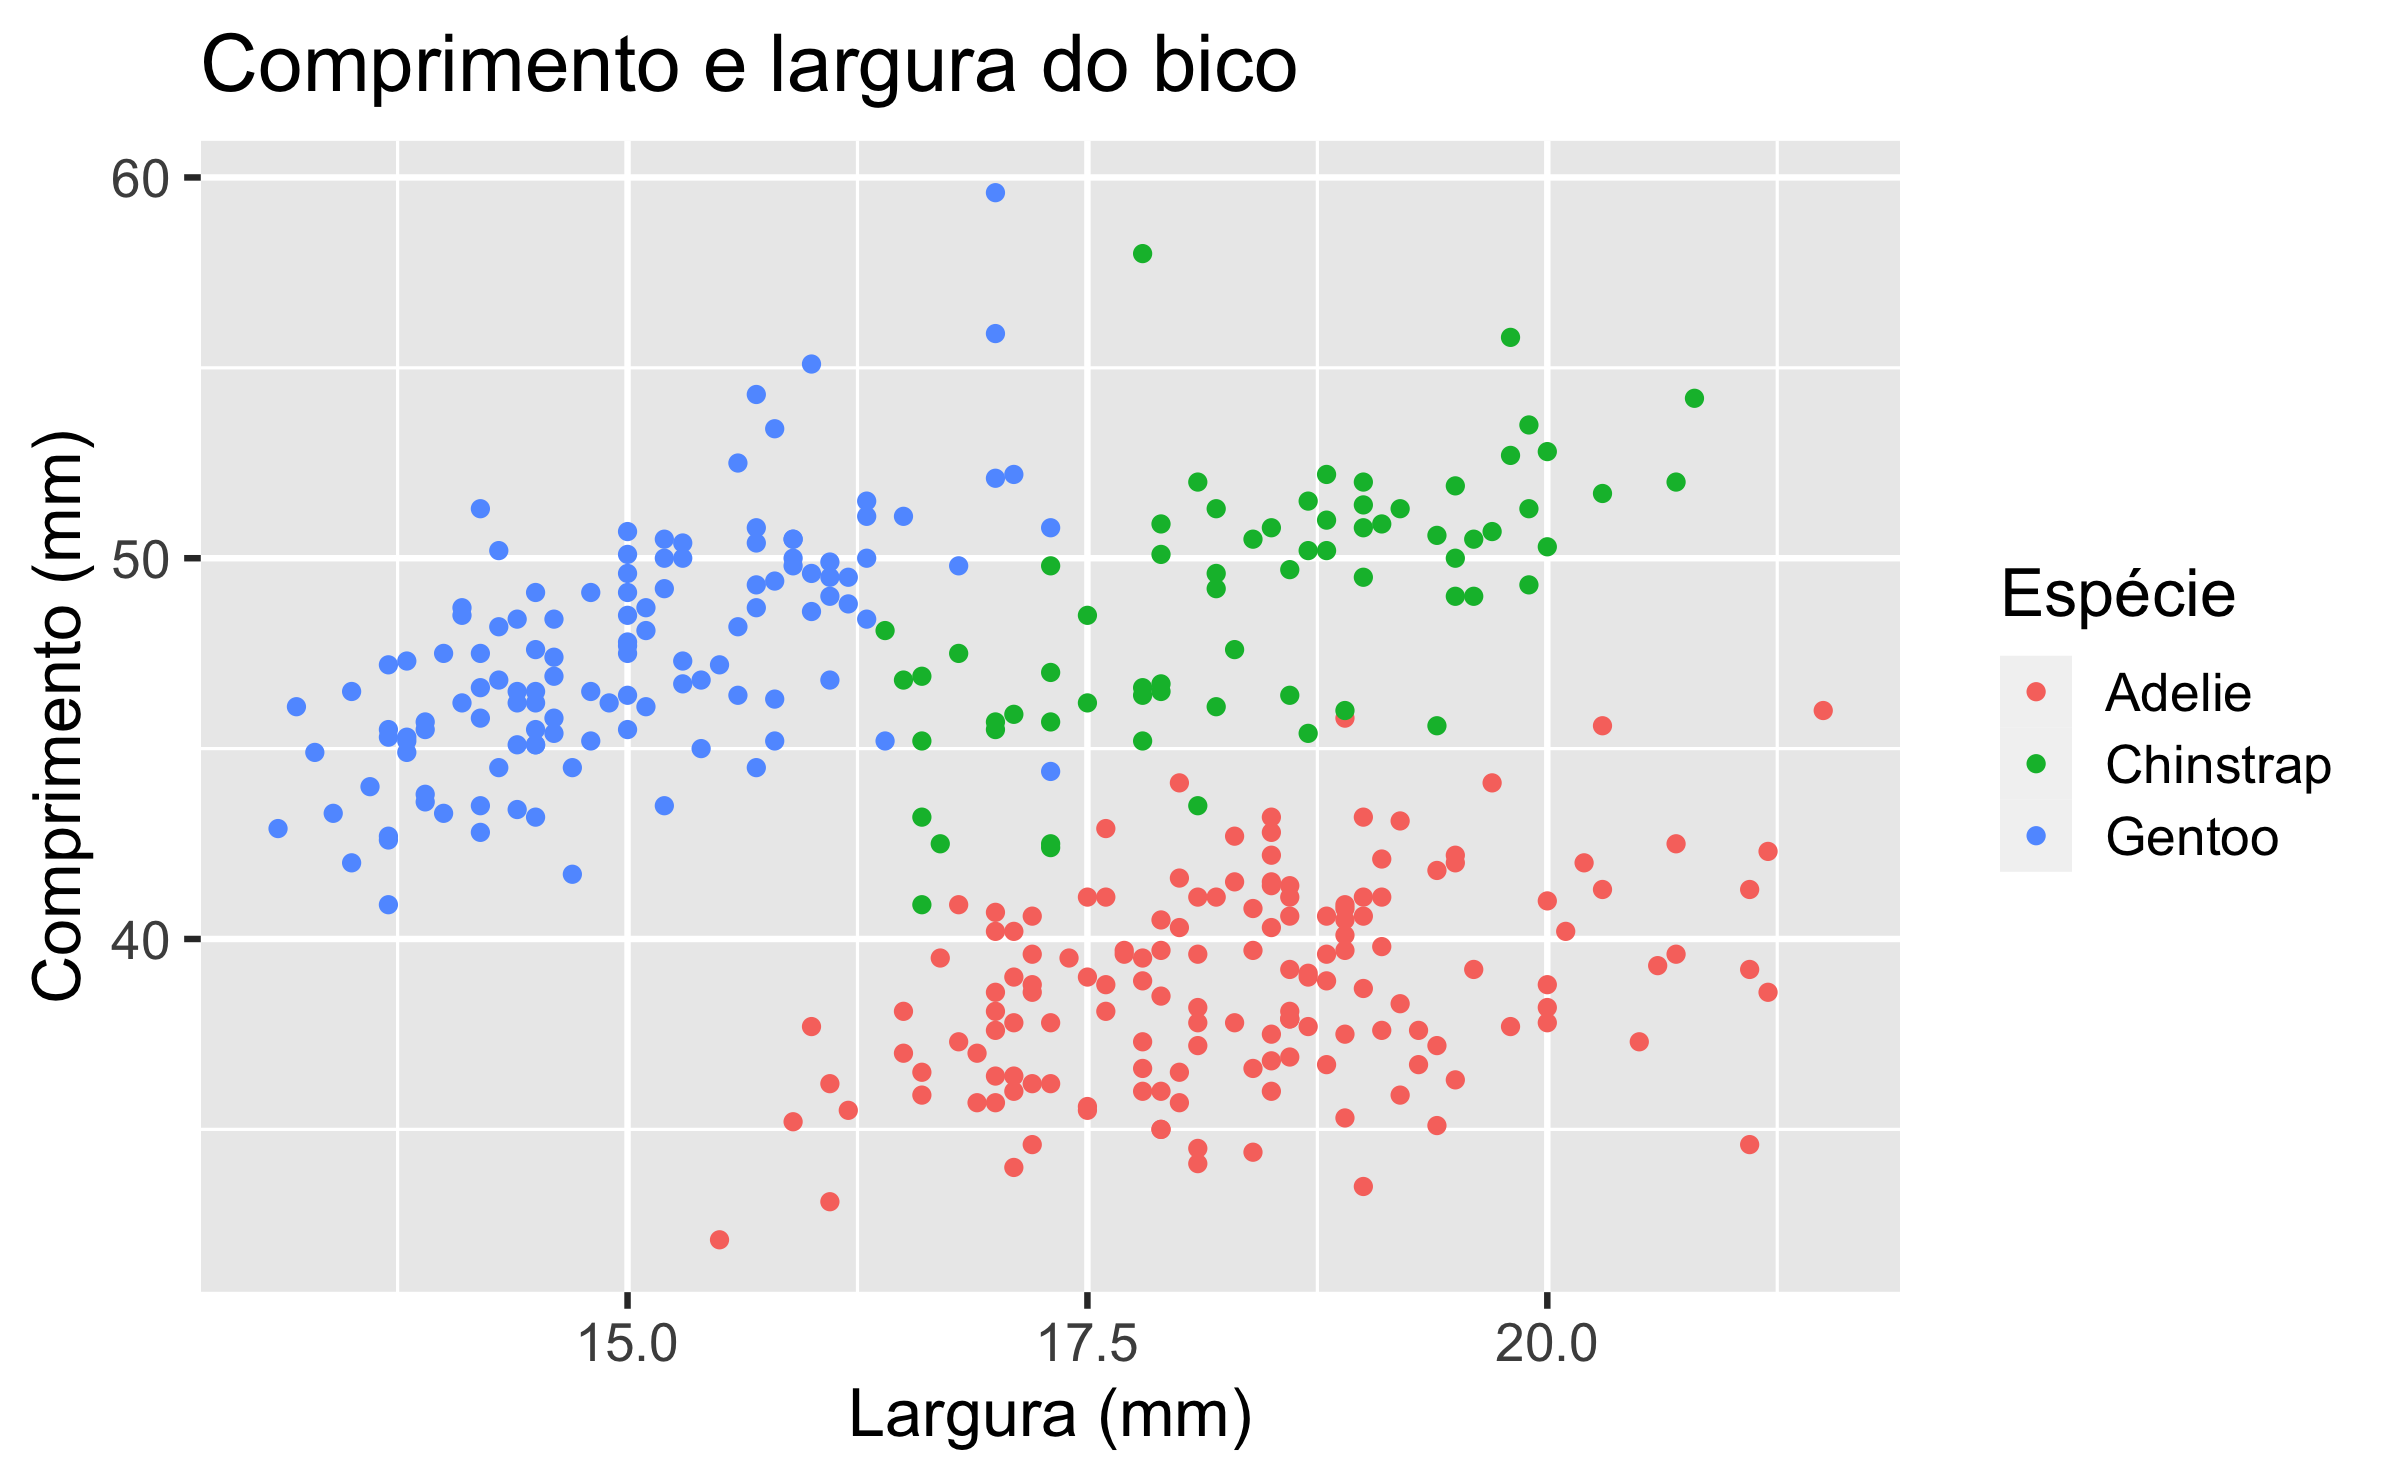 Comprimento e largura do bico
60
50
40
Comprimento (mm)
15.0
17.5
20.0
Largura (mm)
Espécie
Adelie
Chinstrap
Gentoo